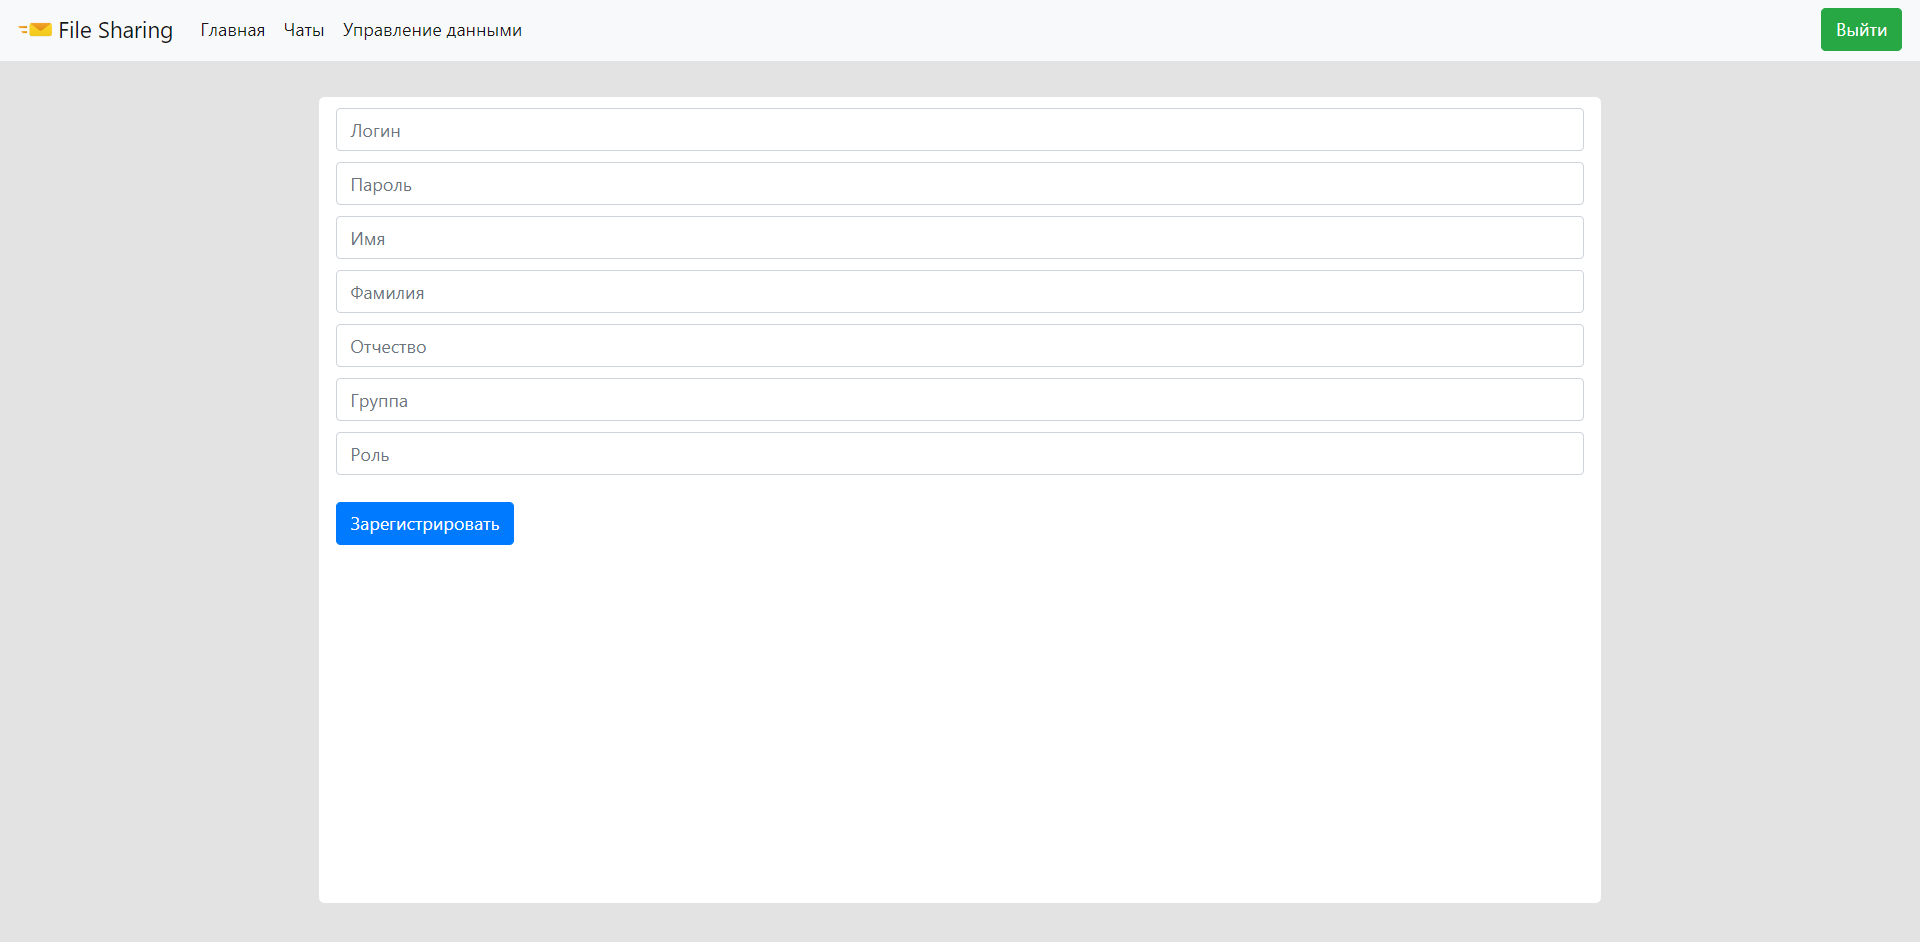 File Sharing Главная Чаты Управление данными Выйти
Логин
Пароль
Имя
Фамилия
Отчество
Группа
Роль
Зарегистрировать